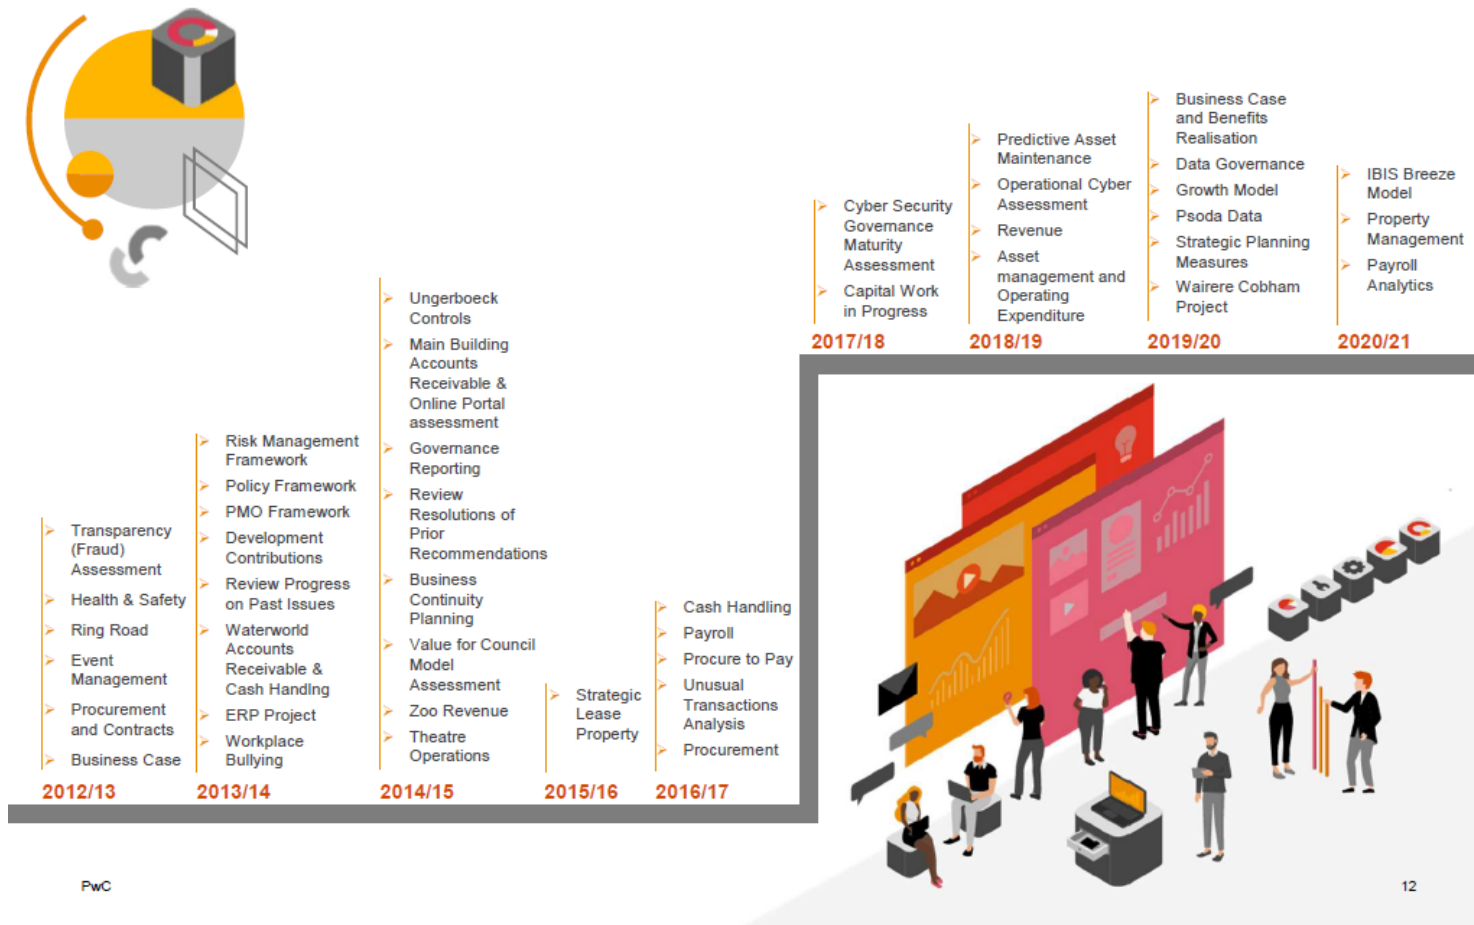 Transparency
(Fraud)
Assessment
Health & Safety
Ring Road
Event
Management
Procurement
and Contracts
Business Case
2012/13
Risk Management
Framework
Policy Framework
PMO Framework
Development
Contributions
Review Progress
on Past Issues
Waterworld
Accounts
Receivable &
Cash Handlng
ERP Project
Workplace
Bullying
2013/14
Ungerboeck
Controls
Main Building
Accounts
Receivable &
Online Portal
assessment
Governance
Reporting
Review
Resolutions of
Prior
Recommendations
Business
Continuity
Planning
Value for Council
Model
Assessment
Zoo Revenue
Theatre
Operations
2014/15
Strategic
Lease
Property
2015/16
Cash Handling
Payroll
Procure to Pay
Unusual
Transactions
Analysis
Procurement
2016/17
Cyber Security
Governance
Maturity
Assessment
Capital Work
in Progress
2017/18
Predictive Asset
Maintenance
Operational Cyber
Assessment
Revenue
Asset
management and
Operating
Expenditure
2018/19
Business Case
and Benefits
Realisation
Data Governance
Growth Model
Psoda Data
Strategic Planning
Measures
Wairere Cobham
Project
2019/20
IBIS Breeze
Model
Property
Management
Payroll
Analytics
2020/21
PwC
12